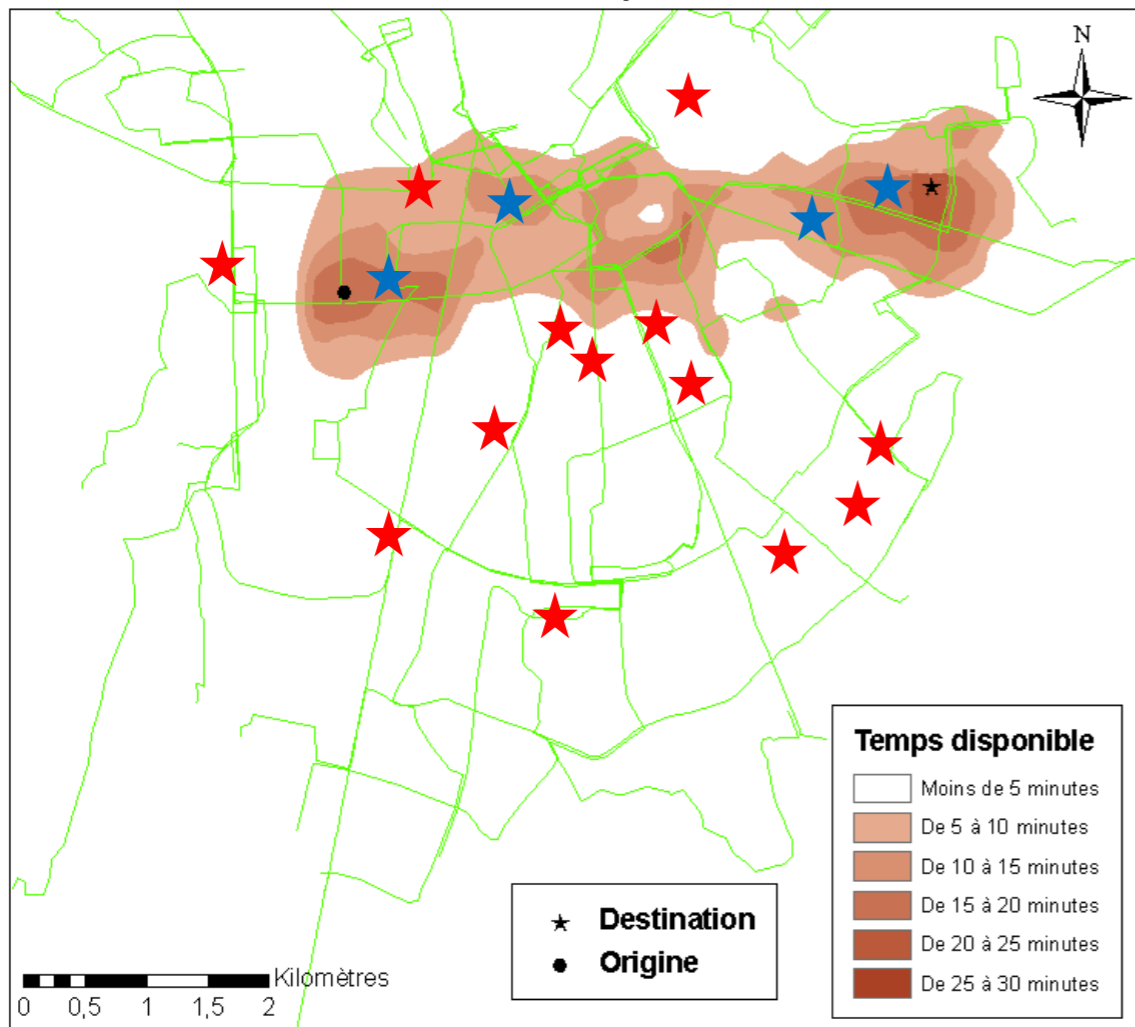 N
Temps disponible
Moins de 5 minutes
De 5 à 10 minutes
De 10 à 15 minutes
De 15 à 20 minutes
De 20 à 25 minutes
De 25 à 30 minutes
Destination
Origine
Kilomètres
0 0,5 1 1,5 2